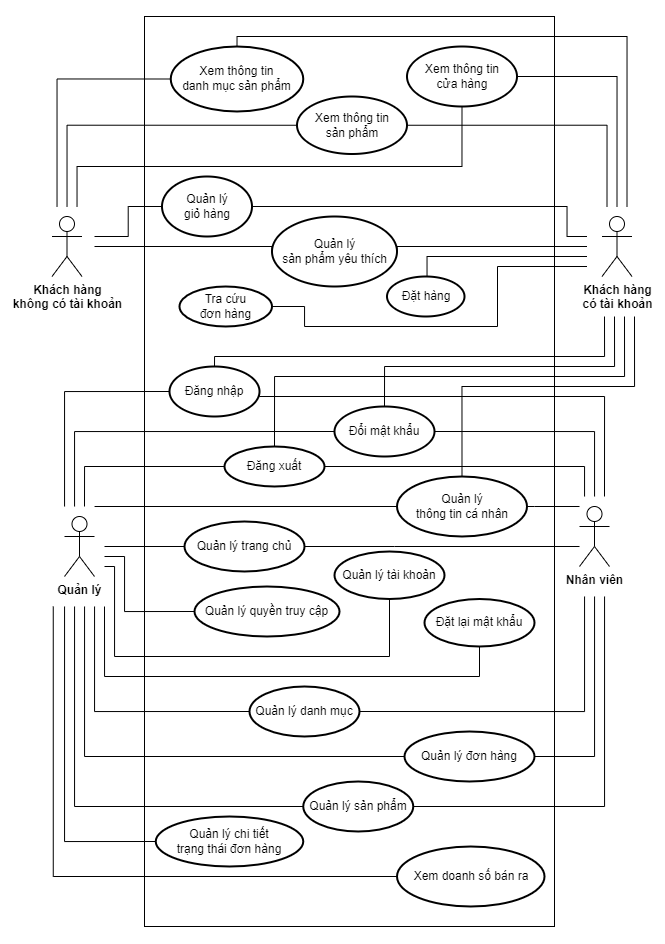 Xem thông tin
danh mục sản phẩm
Xem thông tin
cửa hàng
Xem thông tin
sản phẩm
Quản lý
giỏ hàng
Quản lý
sản phẩm yêu thích
Khách hàng
không có tài khoản
Khách hàng
có tài khoản
Đặt hàng
Tra cứu
đơn hàng
Đăng nhập
Đổi mật khẩu
Đăng xuất
Quản lý
thông tin cá nhân
Quản lý trang chủ
Quản lý tài khoản
Quản lý
Nhân viên
Quản lý quyền truy cập
Đặt lại mật khẩu
Quản lý danh mục
Quản lý đơn hàng
Quản lý sản phẩm
Quản lý chi tiết
trạng thái đơn hàng
Xem doanh số bán ra